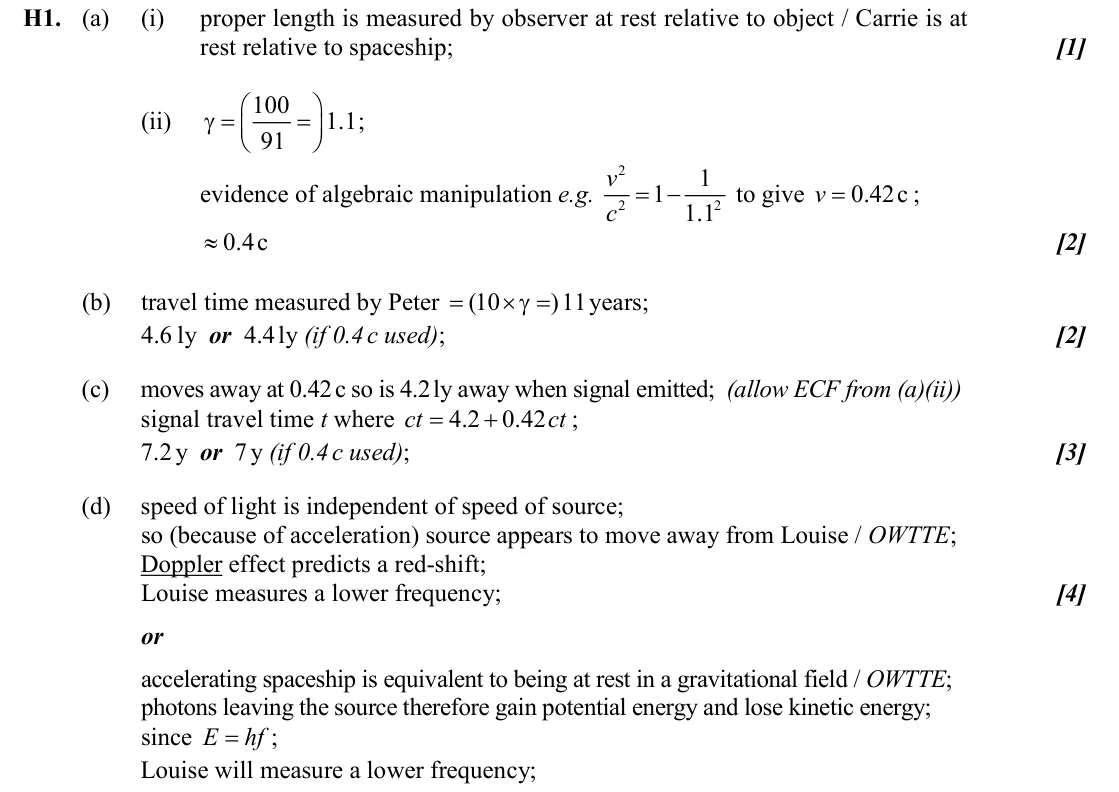 H1. (a) (i) proper length is measured by observer at rest relative to object / Carrie is at
rest relative to spaceship; [1]
(ii) γ = (100/91 =) 1.1;
evidence of algebraic manipulation e.g. v²/c² = 1 − 1/1.1² to give v = 0.42c ;
≈ 0.4c [2]
(b) travel time measured by Peter = (10 × γ =) 11 years;
4.6 ly or 4.4 ly (if 0.4c used); [2]
(c) moves away at 0.42c so is 4.2 ly away when signal emitted; (allow ECF from (a)(ii))
signal travel time t where ct = 4.2 + 0.42ct ;
7.2 y or 7 y (if 0.4c used); [3]
(d) speed of light is independent of speed of source;
so (because of acceleration) source appears to move away from Louise / OWTTE;
Doppler effect predicts a red-shift;
Louise measures a lower frequency; [4]
or
accelerating spaceship is equivalent to being at rest in a gravitational field / OWTTE;
photons leaving the source therefore gain potential energy and lose kinetic energy;
since E = hf ;
Louise will measure a lower frequency;